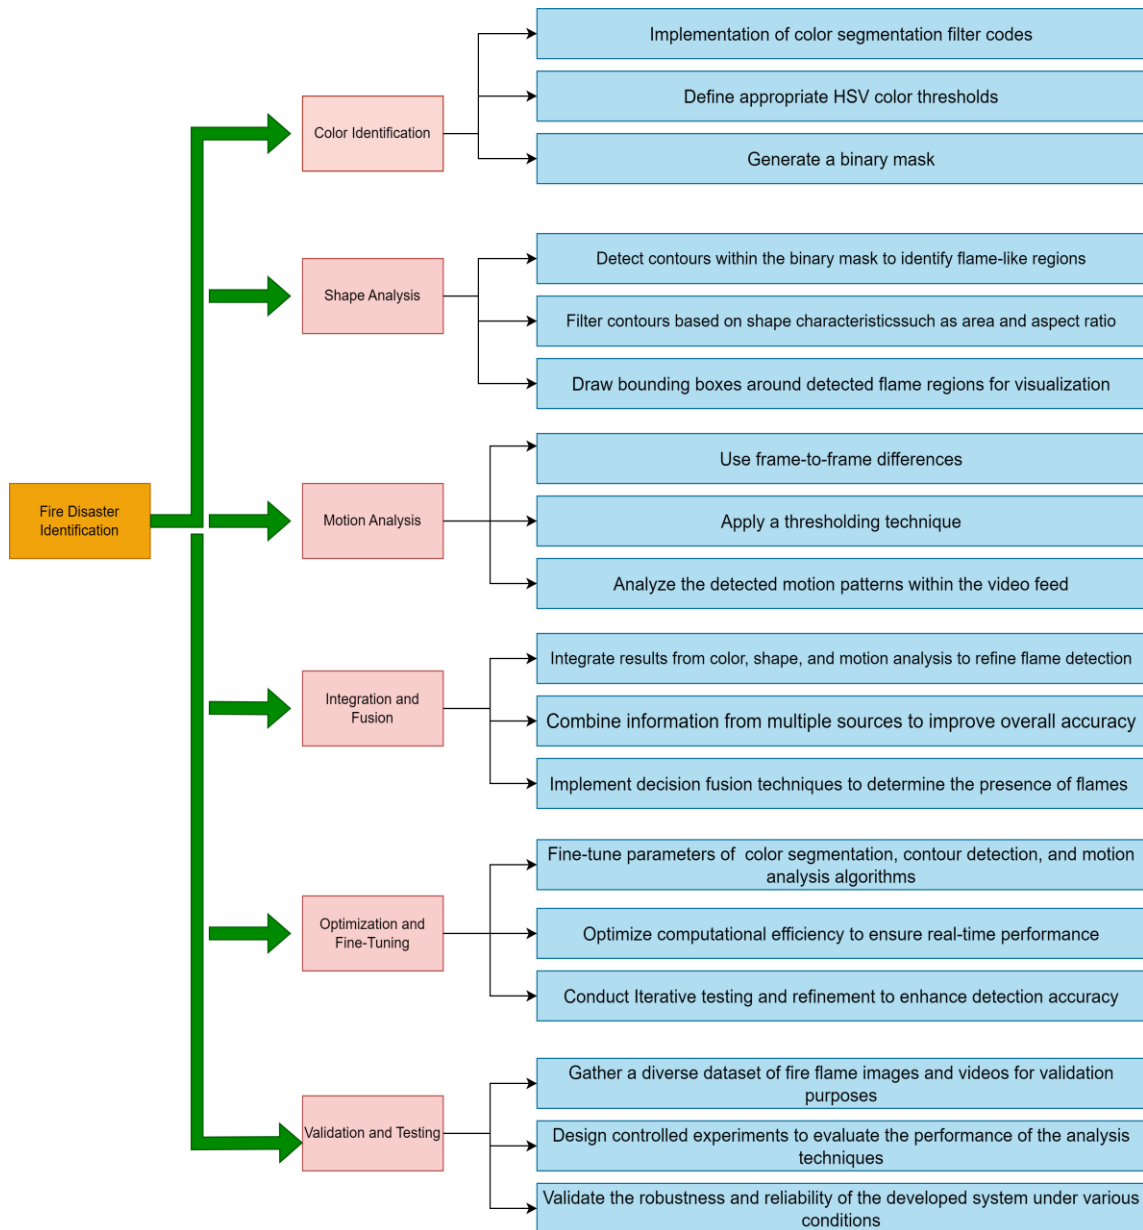 Implementation of color segmentation filter codes
Define appropriate HSV color thresholds
Color Identification
Generate a binary mask
Detect contours within the binary mask to identify flame-like regions
Shape Analysis
Filter contours based on shape characteristicssuch as area and aspect ratio
Draw bounding boxes around detected flame regions for visualization
Use frame-to-frame differences
Fire Disaster
Identification
Motion Analysis
Apply a thresholding technique
Analyze the detected motion patterns within the video feed
Integrate results from color, shape, and motion analysis to refine flame detection
Integration and
Fusion
Combine information from multiple sources to improve overall accuracy
Implement decision fusion techniques to determine the presence of flames
Fine-tune parameters of color segmentation, contour detection, and motion
analysis algorithms
Optimization and
Fine-Tuning
Optimize computational efficiency to ensure real-time performance
Conduct Iterative testing and refinement to enhance detection accuracy
Gather a diverse dataset of fire flame images and videos for validation
purposes
Validation and Testing
Design controlled experiments to evaluate the performance of the analysis
techniques
Validate the robustness and reliability of the developed system under various
conditions